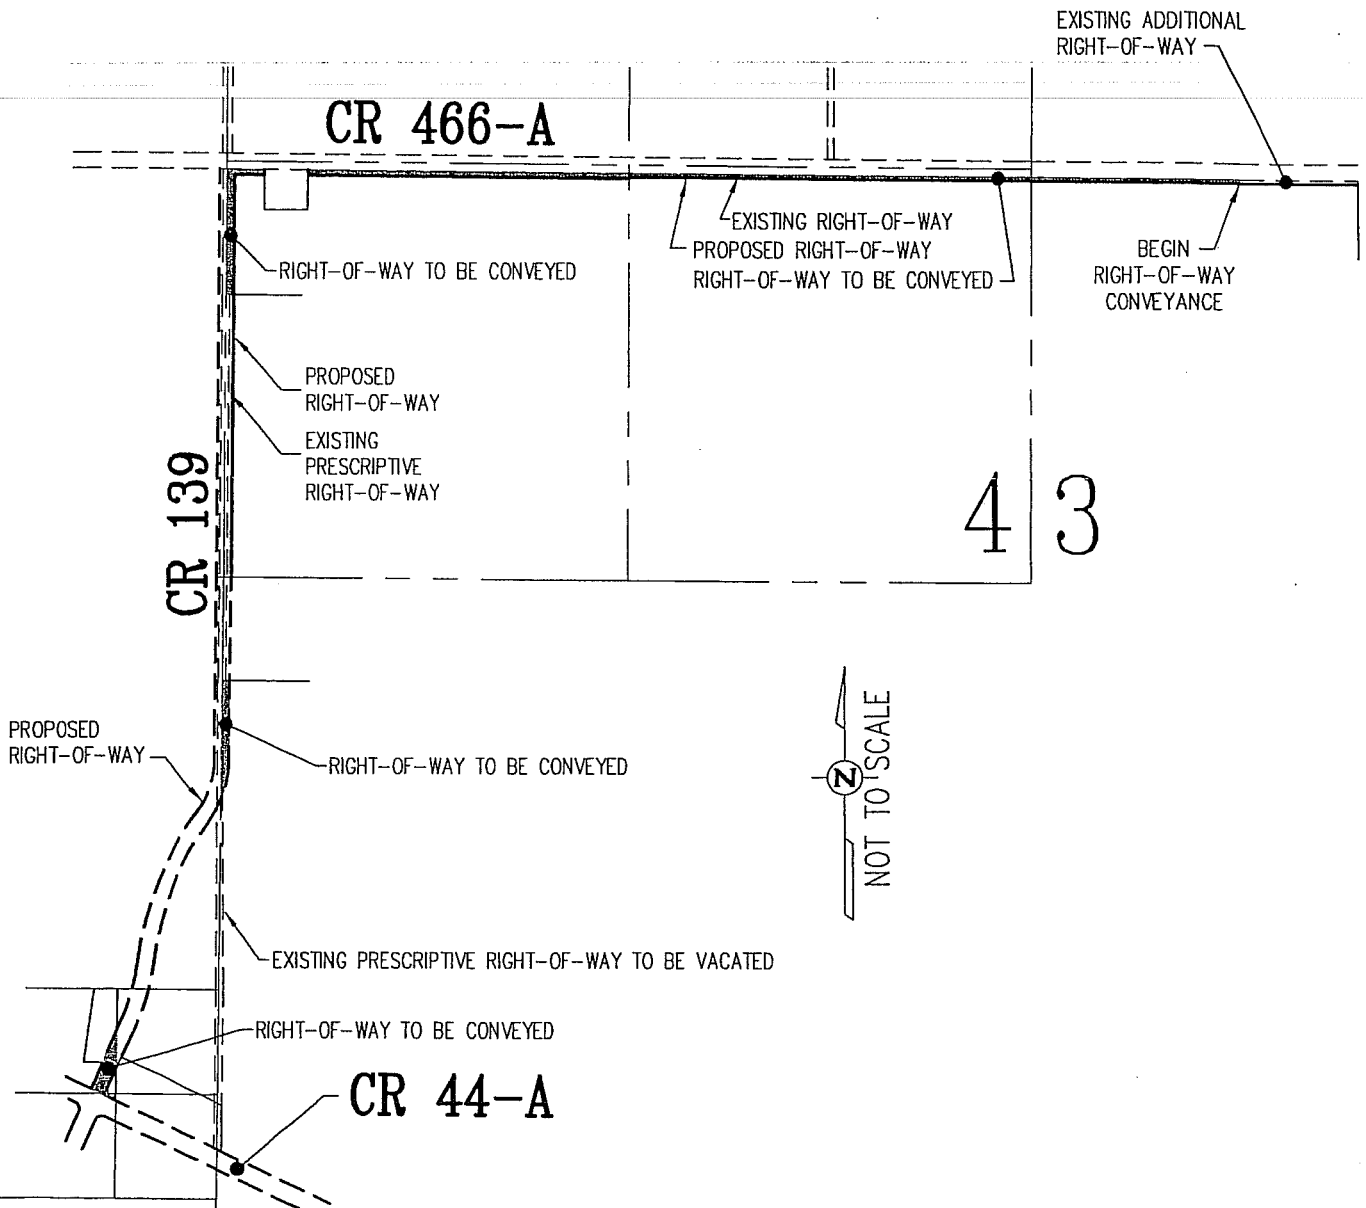 EXISTING ADDITIONAL
RIGHT-OF-WAY
CR 466-A
EXISTING RIGHT-OF-WAY
PROPOSED RIGHT-OF-WAY
RIGHT-OF-WAY TO BE CONVEYED
BEGIN
RIGHT-OF-WAY
CONVEYANCE
RIGHT-OF-WAY TO BE CONVEYED
PROPOSED
RIGHT-OF-WAY
EXISTING
PRESCRIPTIVE
RIGHT-OF-WAY
CR 139
4 3
PROPOSED
RIGHT-OF-WAY
RIGHT-OF-WAY TO BE CONVEYED
N
NOT TO SCALE
EXISTING PRESCRIPTIVE RIGHT-OF-WAY TO BE VACATED
RIGHT-OF-WAY TO BE CONVEYED
CR 44-A